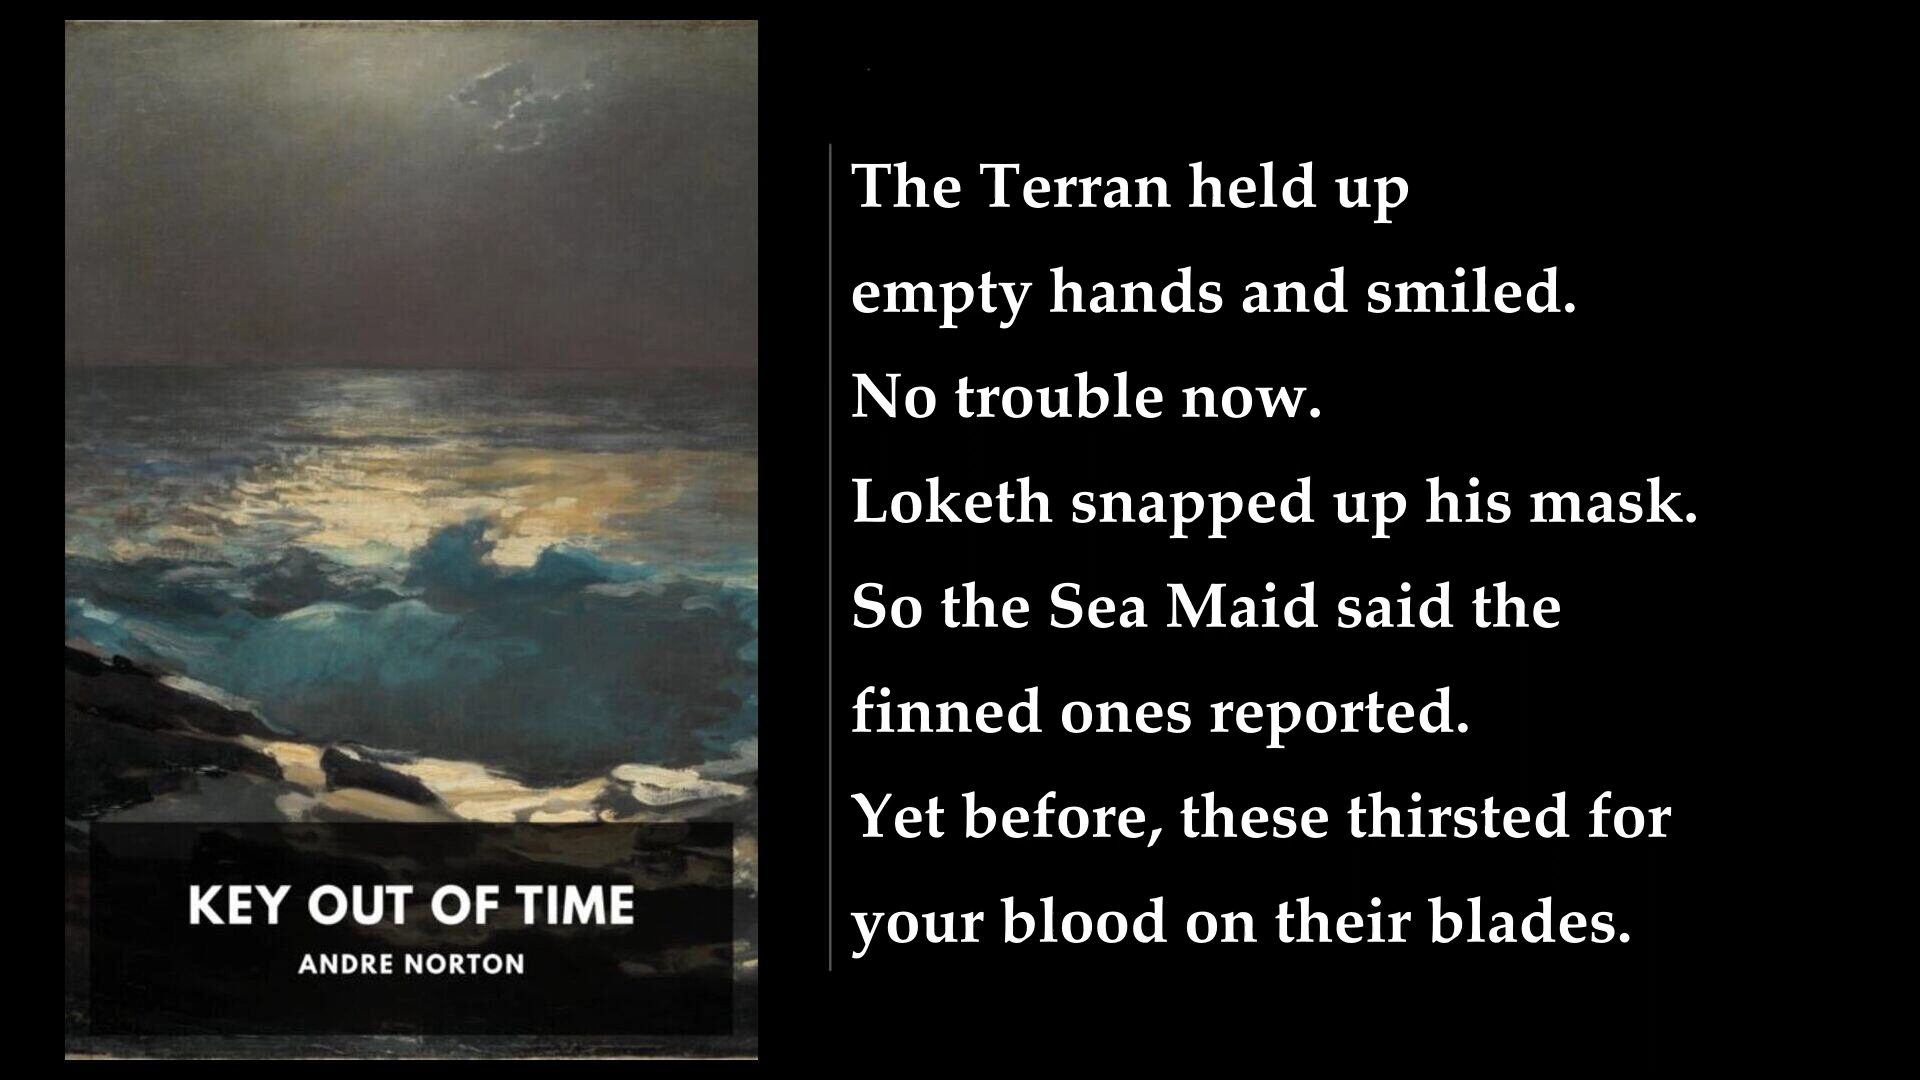 KEY OUT OF TIME
ANDRE NORTON
The Terran held up
empty hands and smiled.
No trouble now.
Loketh snapped up his mask.
So the Sea Maid said the
finned ones reported.
Yet before, these thirsted for
your blood on their blades.